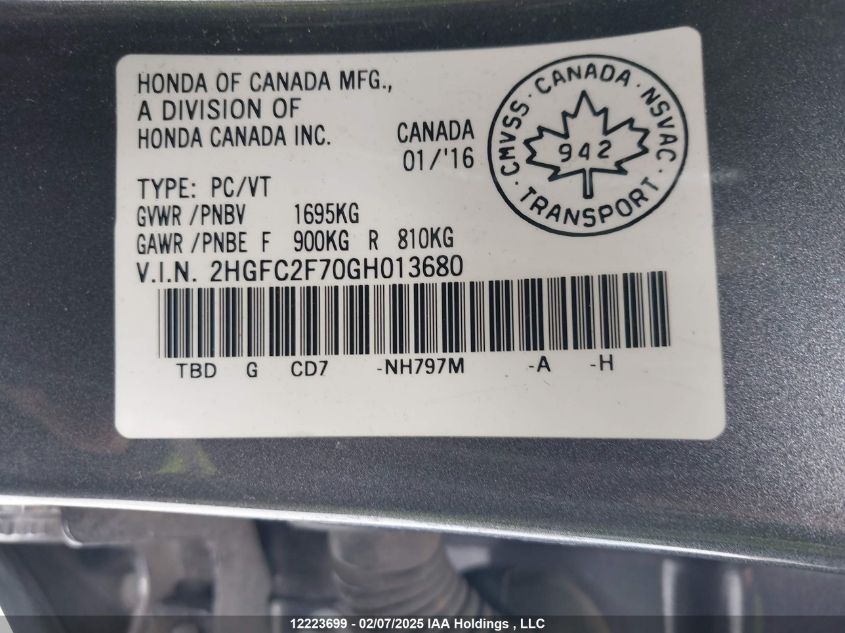 HONDA OF CANADA MFG.,
A DIVISION OF
HONDA CANADA INC.
CANADA
01/'16
CMVSS · CANADA · NSVAC · TRANSPORT ·
942
TYPE: PC/VT
GVWR /PNBV 1695KG
GAWR /PNBE F 900KG R 810KG
V.I.N. 2HGFC2F70GH013680
TBD G CD7 -NH797M -A -H
12223699 - 02/07/2025 IAA Holdings , LLC